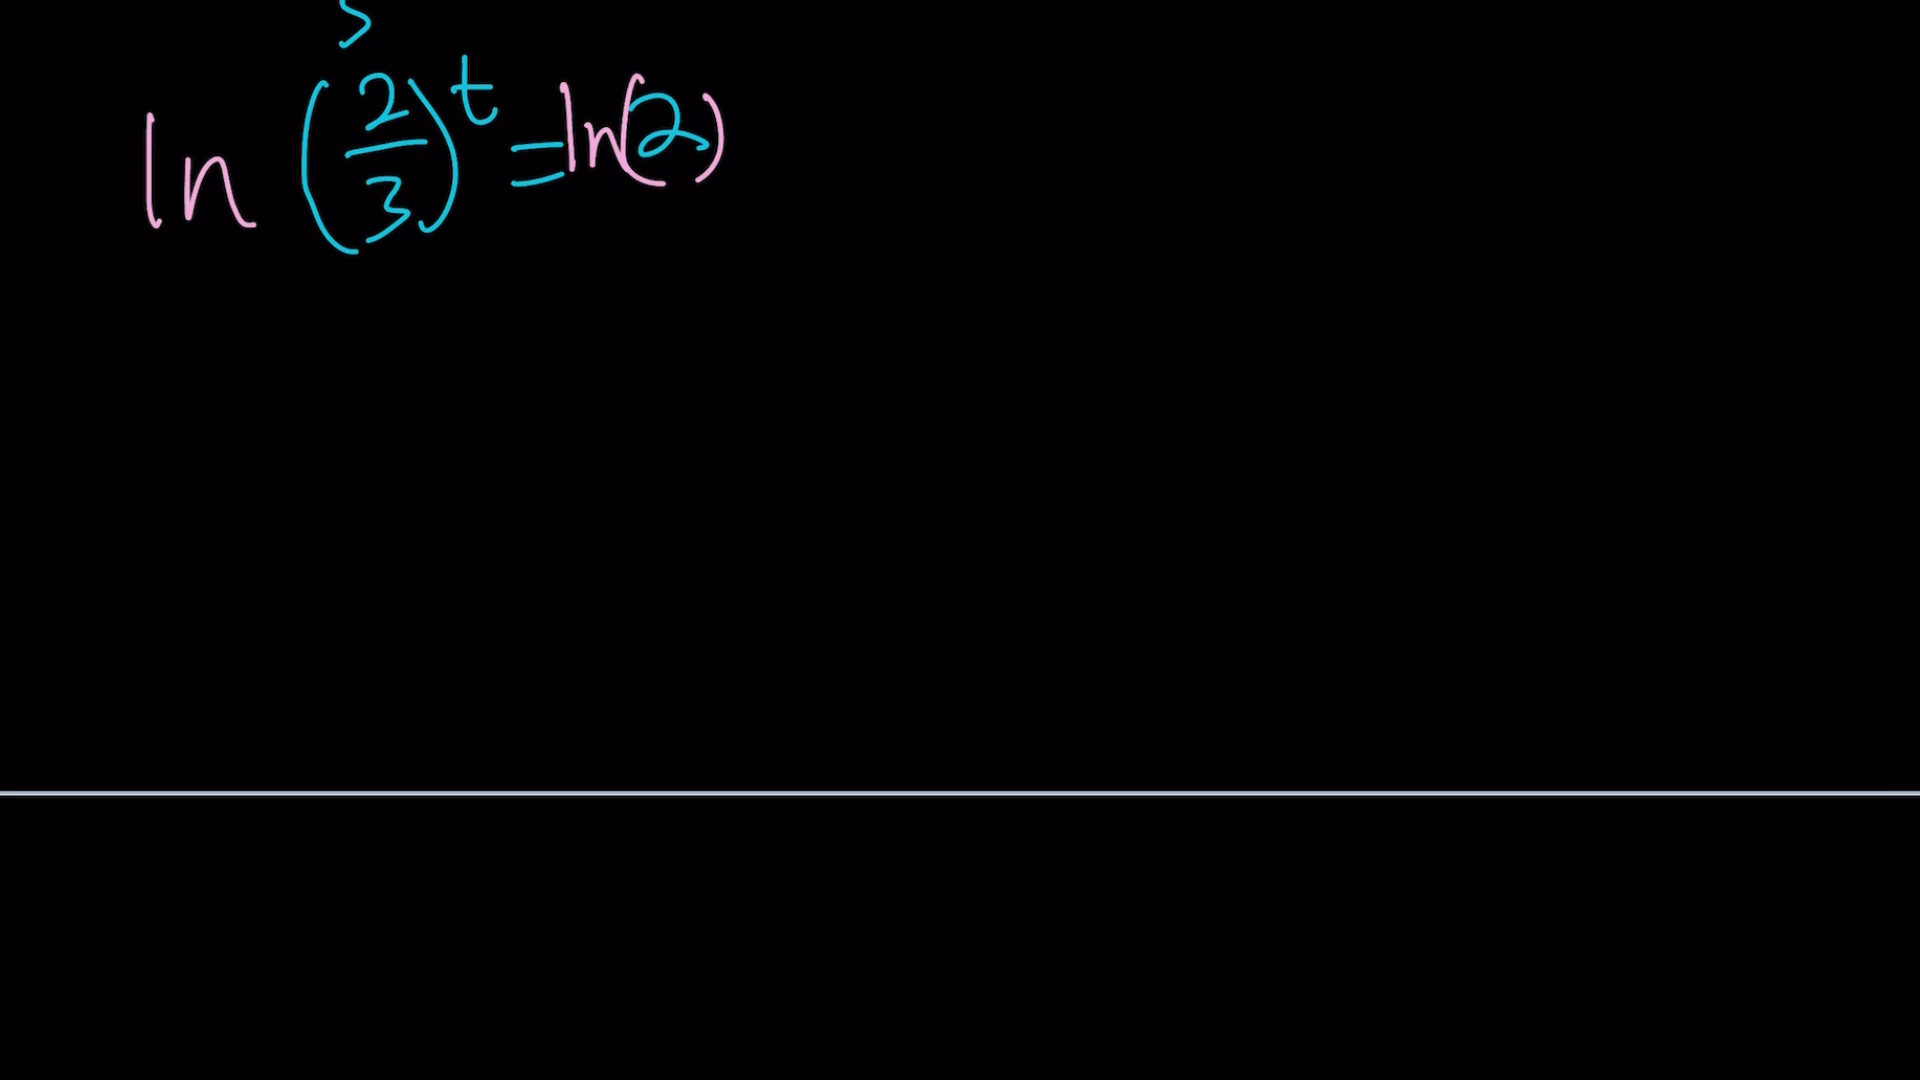 ln (2/3)^t = ln(2)